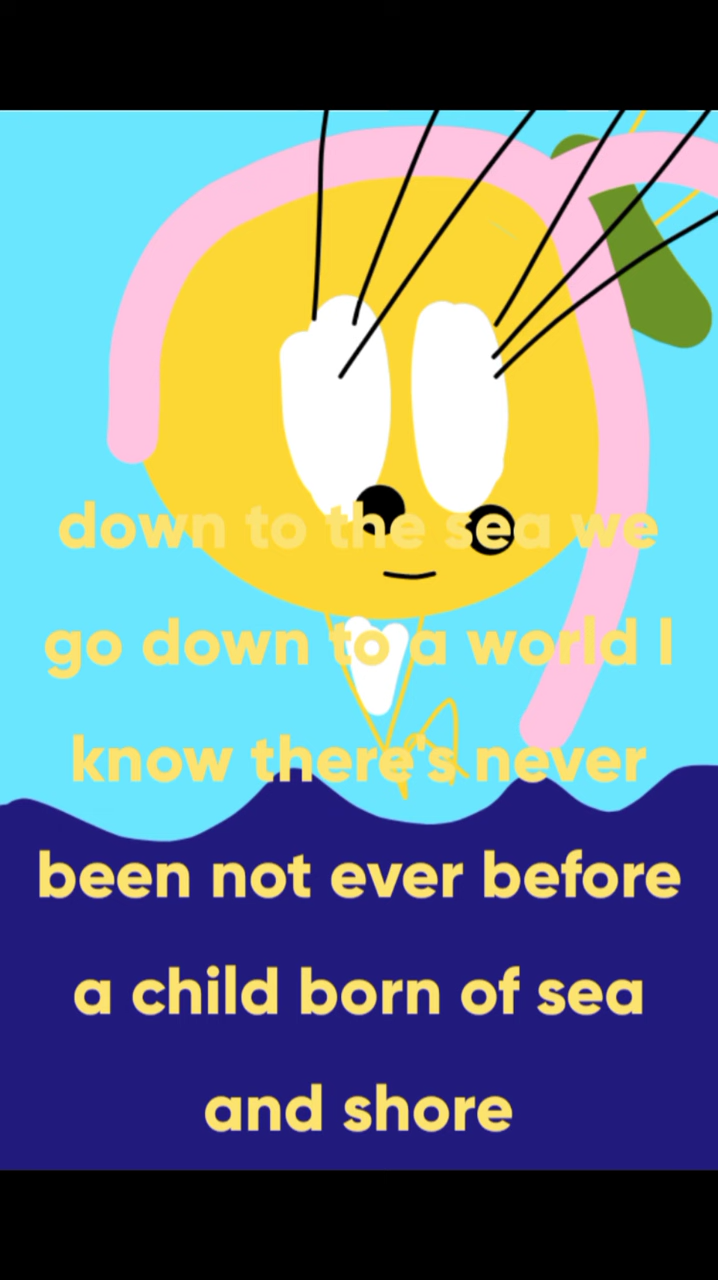 down to the sea we
go down to a world I
know there's never
been not ever before
a child born of sea
and shore